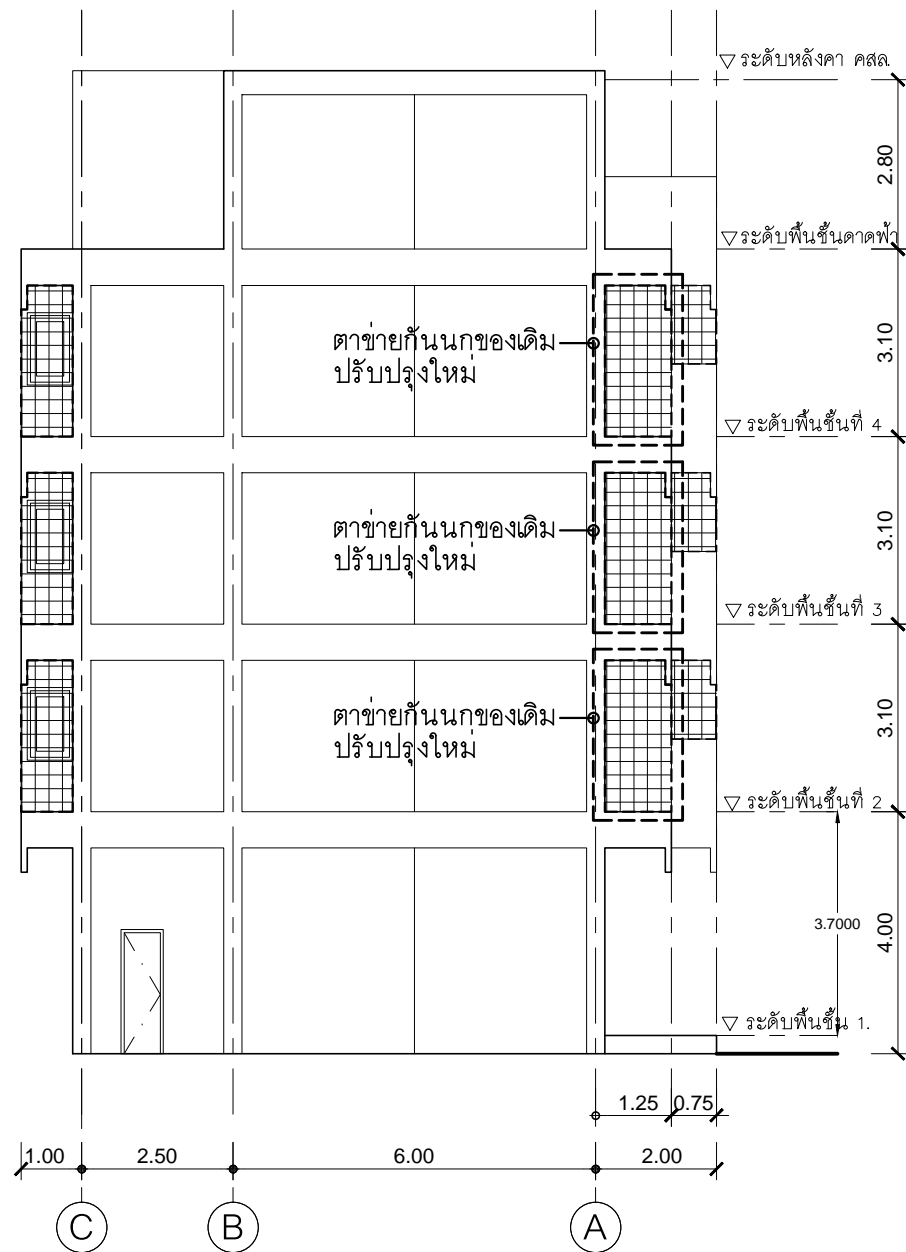 ระดับหลังคา คสล.
2.80
ระดับพื้นชั้นดาดฟ้า
ตาข่ายกันนกของเดิม
ปรับปรุงใหม่
3.10
ระดับพื้นชั้นที่ 4
ตาข่ายกันนกของเดิม
ปรับปรุงใหม่
3.10
ระดับพื้นชั้นที่ 3
ตาข่ายกันนกของเดิม
ปรับปรุงใหม่
3.10
ระดับพื้นชั้นที่ 2
3.7000
4.00
ระดับพื้นชั้น 1.
1.25 0.75
1.00 2.50 6.00 2.00
C B A